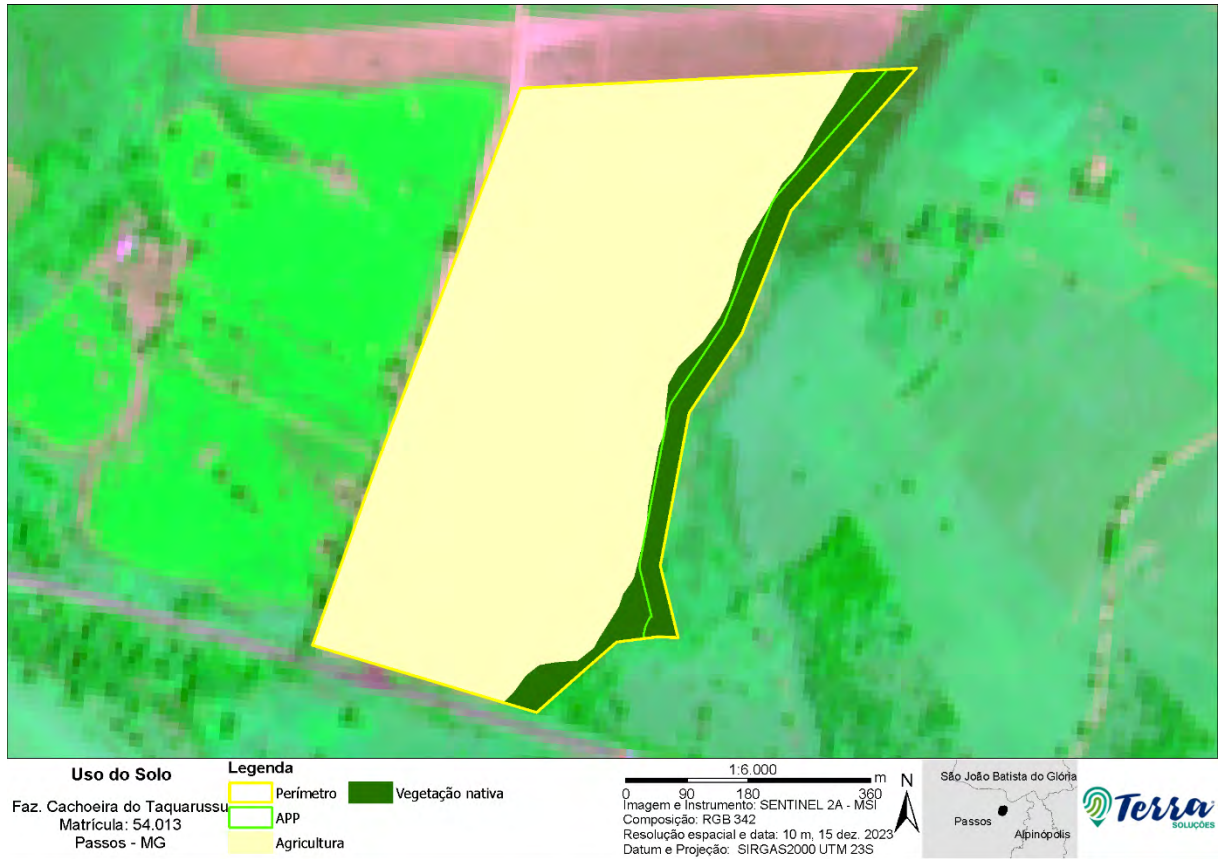 Uso do Solo
Faz. Cachoeira do Taquarussu
Matrícula: 54.013
Passos - MG
Legenda
Perímetro
APP
Agricultura
Vegetação nativa
1:6.000
m
0 90 180 360
Imagem e Instrumento: SENTINEL 2A - MSI
Composição: RGB 342
Resolução espacial e data: 10 m, 15 dez. 2023
Datum e Projeção: SIRGAS2000 UTM 23S
N
São João Batista do Glória
Passos
Alpinópolis
Terra
SOLUÇÕES